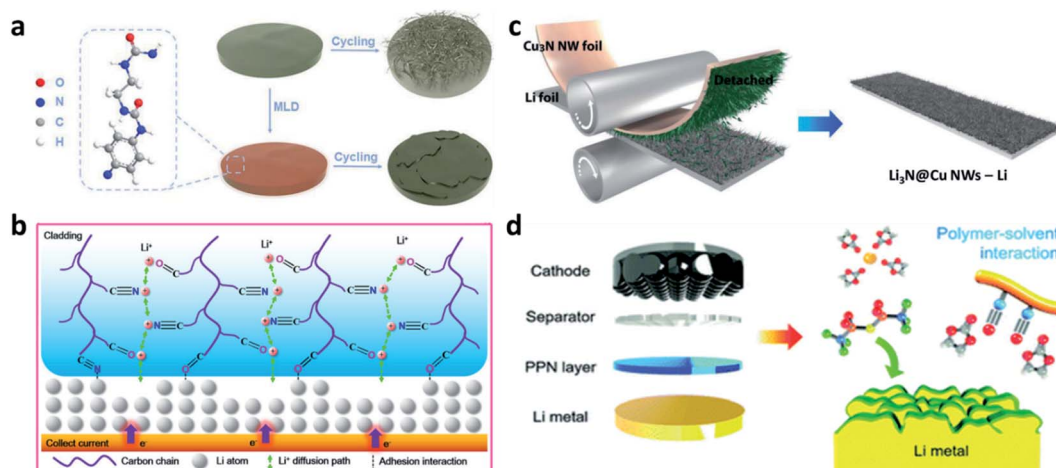 a
O
N
C
H
Cycling
MLD
Cycling
c
Cu₃N NW foil
Li foil
Detached
Li₃N@Cu NWs – Li
b
Cladding
Li⁺ Li⁺ Li⁺
O O O
C C C
C≡N C≡N C≡N
N≡C N≡C N≡C
C O C O C O
C N O O O
Collect current e⁻ e⁻ e⁻
Carbon chain Li atom Li⁺ diffusion path Adhesion interaction
d
Cathode
Separator
PPN layer
Li metal
Polymer-solvent
interaction
Li metal